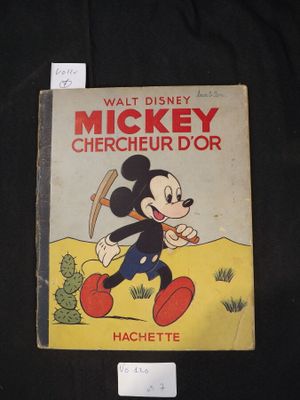 WALT DISNEY
MICKEY
CHERCHEUR D'OR
HACHETTE